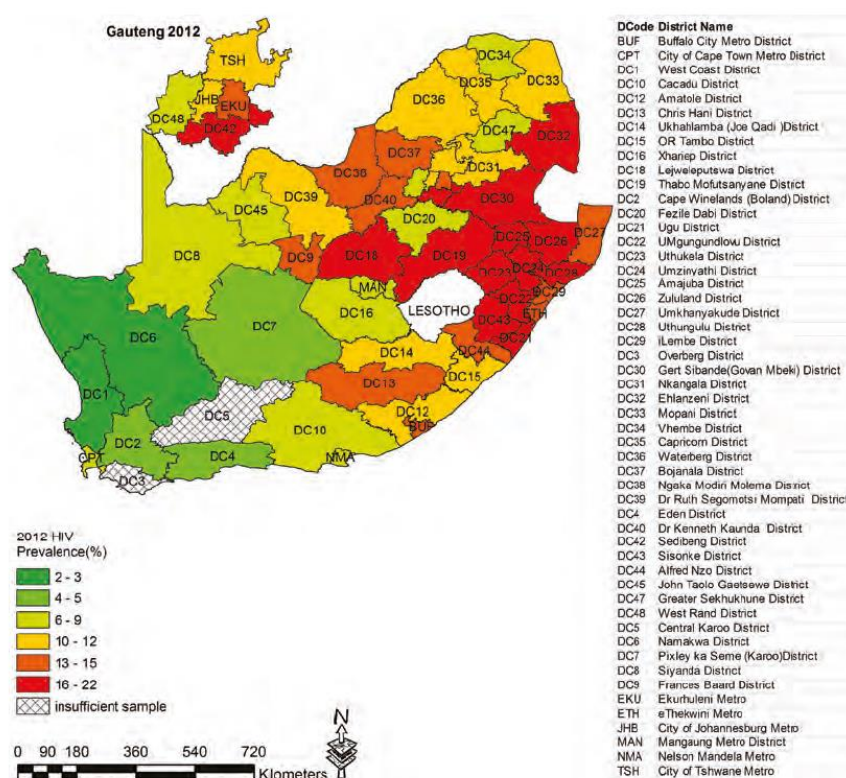 Gauteng 2012
TSH
JHB
EKU
DC48
DC42
DC34
DC33
DC35
DC36
DC47
DC32
DC37
DC31
DC38
DC39
DC30
DC40
DC45
DC20
DC25
DC26
DC27
DC8
DC9
DC18
DC19
DC23
DC24
DC28
MAN
DC22
DC29
LESOTHO
ETH
DC16
DC43
DC7
DC21
DC6
DC14
DC44
DC13
DC15
DC1
DC5
DC12
BUF
DC2
DC10
CPT
DC4
NMA
DC3
2012 HIV
Prevalence(%)
2 - 3
4 - 5
6 - 9
10 - 12
13 - 15
16 - 22
insufficient sample
N
0 90 180 360 540 720
Kilometers
DCode District Name
BUF Buffalo City Metro District
CPT City of Cape Town Metro District
DC1 West Coast District
DC10 Cacadu District
DC12 Amatole District
DC13 Chris Hani District
DC14 Ukhahlamba (Joe Qadi )District
DC15 OR Tambo District
DC16 Xhariep District
DC18 Lejweleputswa District
DC19 Thabo Mofutsanyane District
DC2 Cape Winelands (Boland) District
DC20 Fezile Dabi District
DC21 Ugu District
DC22 UMgungundlovu District
DC23 Uthukela District
DC24 Umzinyathi District
DC25 Amajuba District
DC26 Zululand District
DC27 Umkhanyakude District
DC28 Uthungulu District
DC29 iLembe District
DC3 Overberg District
DC30 Gert Sibande(Govan Mbeki) District
DC31 Nkangala District
DC32 Ehlanzeni District
DC33 Mopani District
DC34 Vhembe District
DC35 Capricorn District
DC36 Waterberg District
DC37 Bojanala District
DC38 Ngaka Modiri Molema District
DC39 Dr Ruth Segomotsi Mompati District
DC4 Eden District
DC40 Dr Kenneth Kaunda District
DC42 Sedibeng District
DC43 Sisonke District
DC44 Alfred Nzo District
DC45 John Taolo Gaetsewe District
DC47 Greater Sekhukhune District
DC48 West Rand District
DC5 Central Karoo District
DC6 Namakwa District
DC7 Pixley ka Seme (Karoo)District
DC8 Siyanda District
DC9 Frances Baard District
EKU Ekurhuleni Metro
ETH eThekwini Metro
JHB City of Johannesburg Metro
MAN Mangaung Metro District
NMA Nelson Mandela Metro
TSH City of Tshwane Metro